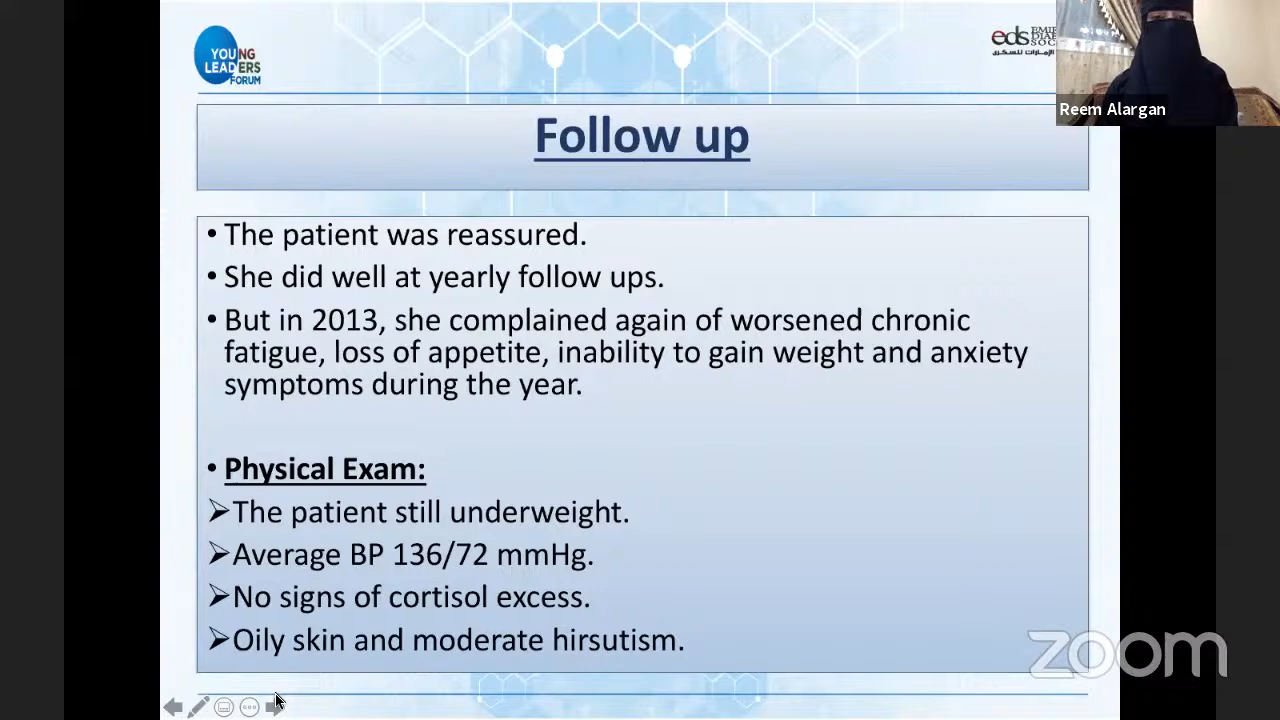 YOUNG
LEADERS
FORUM
eds
الإمارات للسكري
Reem Alargan
Follow up
• The patient was reassured.
• She did well at yearly follow ups.
• But in 2013, she complained again of worsened chronic
fatigue, loss of appetite, inability to gain weight and anxiety
symptoms during the year.
• Physical Exam:
➢The patient still underweight.
➢Average BP 136/72 mmHg.
➢No signs of cortisol excess.
➢Oily skin and moderate hirsutism.
zoom